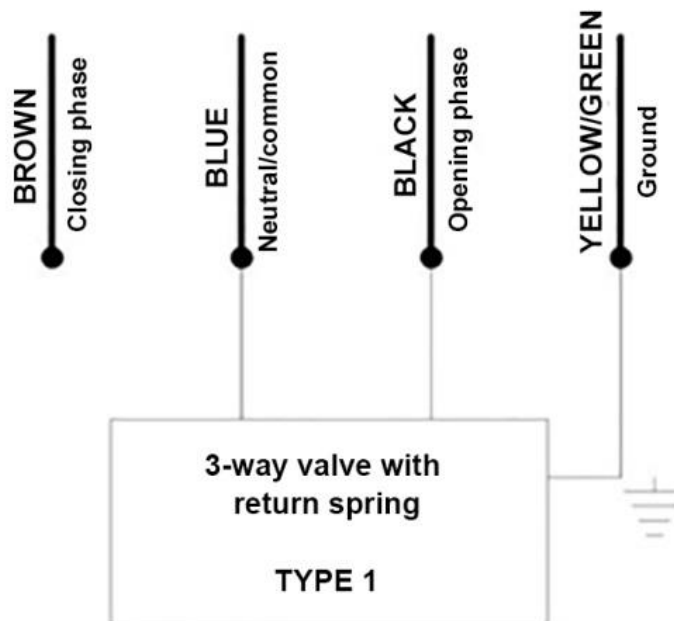 BROWN
Closing phase
BLUE
Neutral/common
BLACK
Opening phase
YELLOW/GREEN
Ground
3-way valve with
return spring
TYPE 1